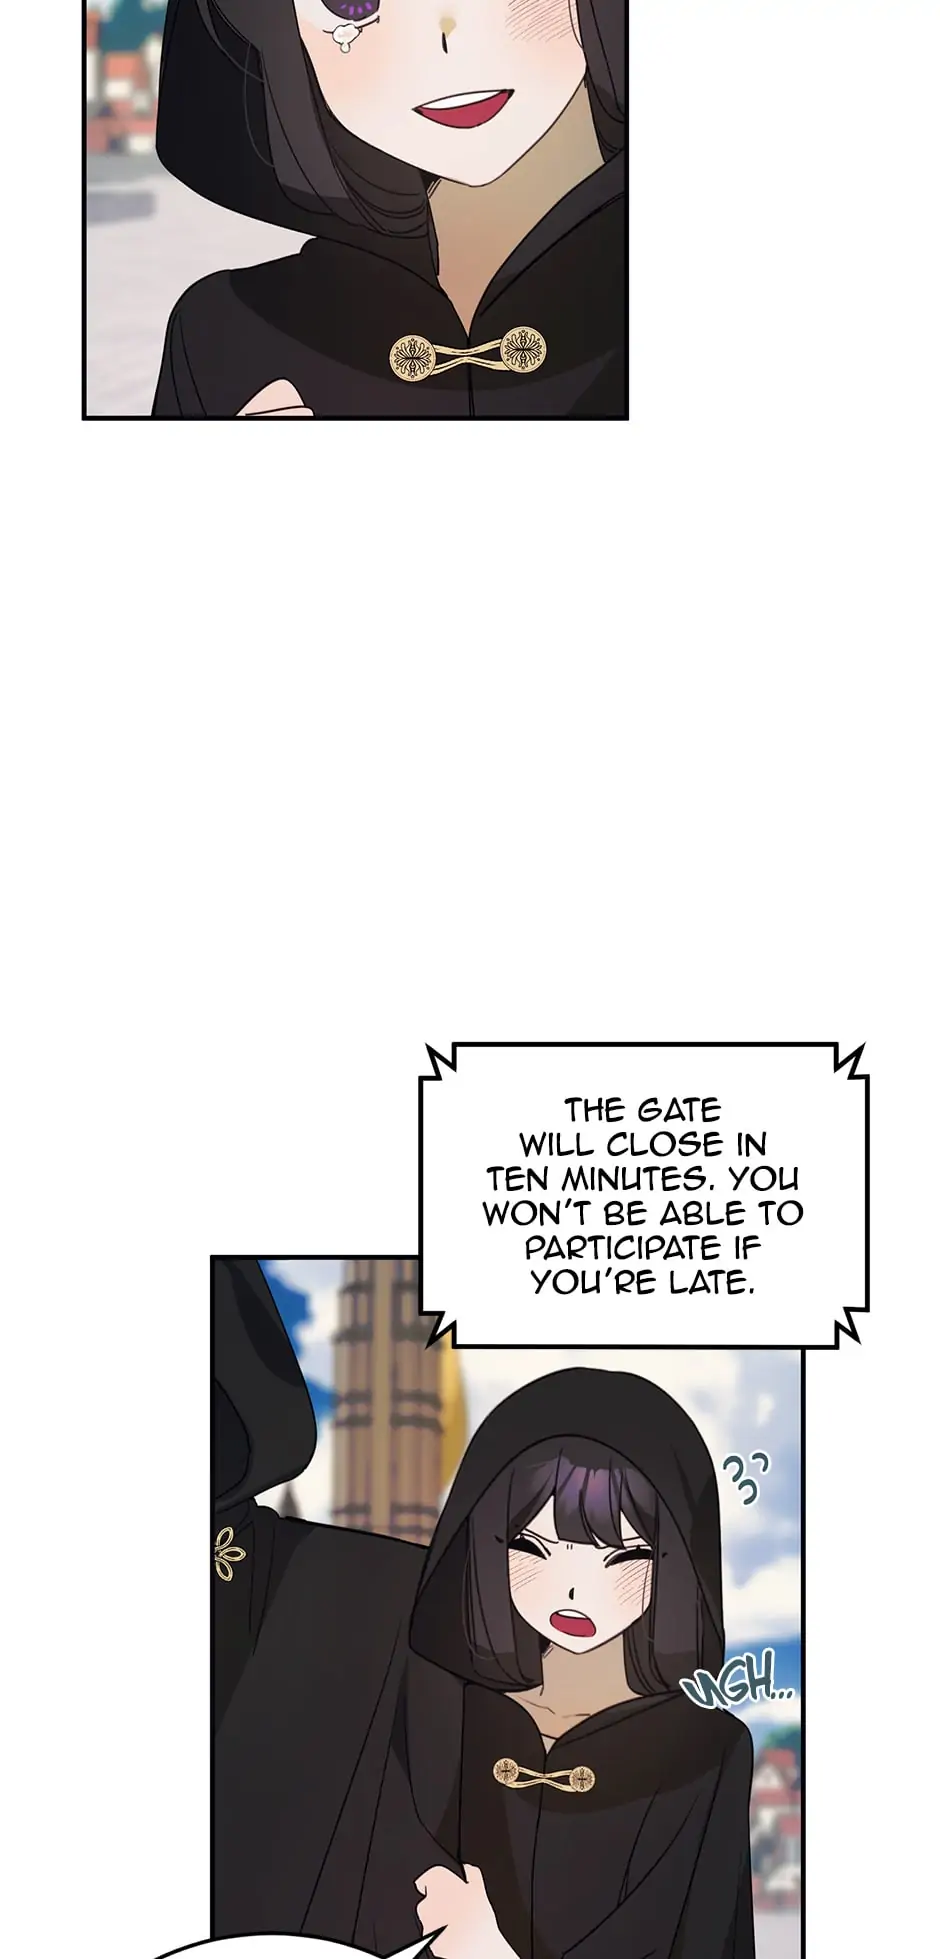 THE GATE
WILL CLOSE IN
TEN MINUTES. YOU
WON'T BE ABLE TO
PARTICIPATE IF
YOU'RE LATE.
UGH...